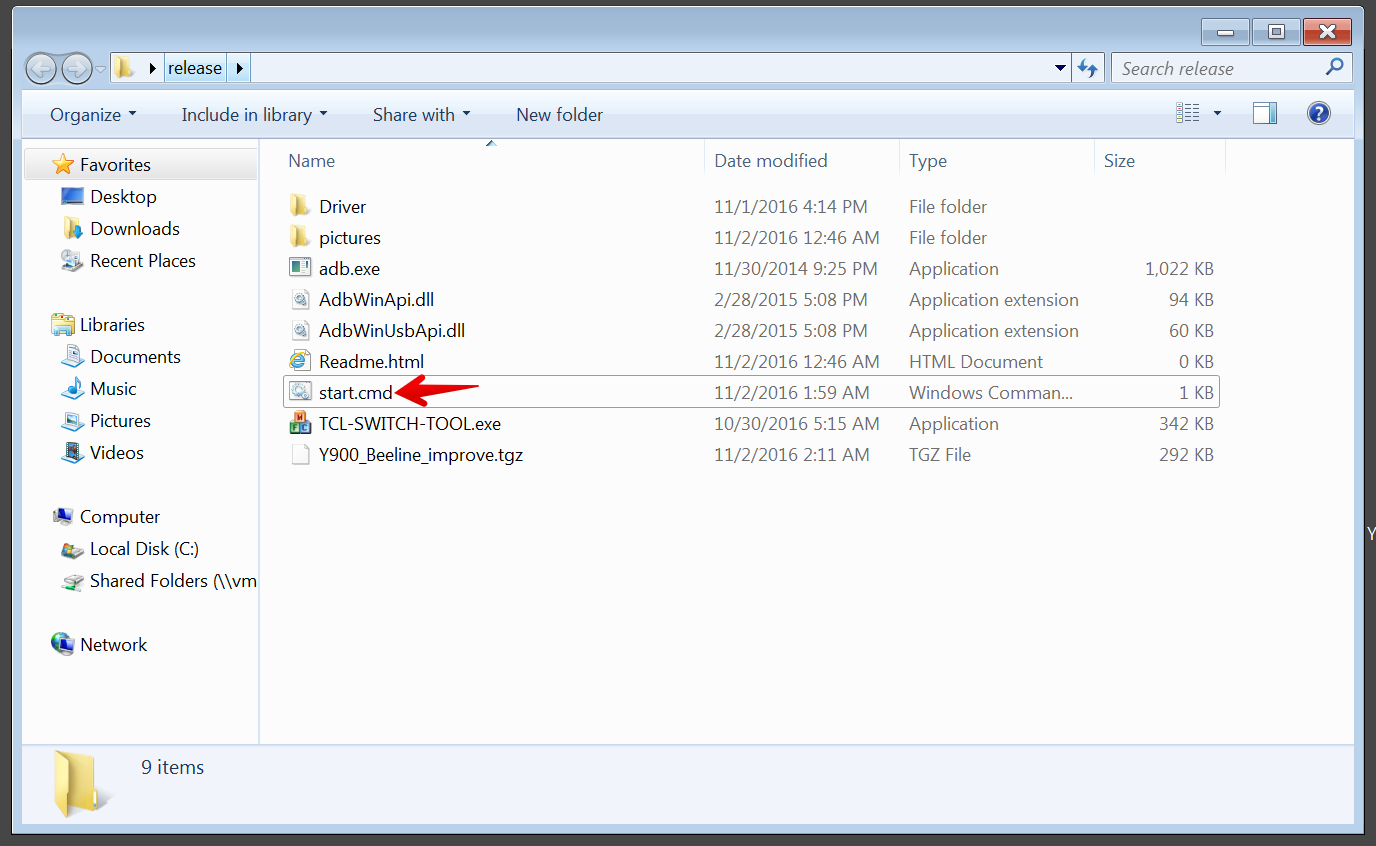 release
Search release
Organize Include in library Share with New folder
Name Date modified Type Size
Favorites
Desktop
Downloads
Recent Places
Libraries
Documents
Music
Pictures
Videos
Computer
Local Disk (C:)
Shared Folders (\\vm
Network
Driver 11/1/2016 4:14 PM File folder
pictures 11/2/2016 12:46 AM File folder
adb.exe 11/30/2014 9:25 PM Application 1,022 KB
AdbWinApi.dll 2/28/2015 5:08 PM Application extension 94 KB
AdbWinUsbApi.dll 2/28/2015 5:08 PM Application extension 60 KB
Readme.html 11/2/2016 12:46 AM HTML Document 0 KB
start.cmd 11/2/2016 1:59 AM Windows Comman... 1 KB
TCL-SWITCH-TOOL.exe 10/30/2016 5:15 AM Application 342 KB
Y900_Beeline_improve.tgz 11/2/2016 2:11 AM TGZ File 292 KB
9 items
Y